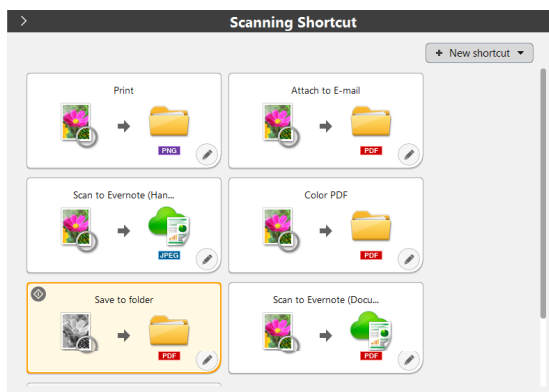 Scanning Shortcut
+ New shortcut
Print
PNG
Attach to E-mail
PDF
Scan to Evernote (Han...
JPEG
Color PDF
PDF
Save to folder
PDF
Scan to Evernote (Docu...
PDF